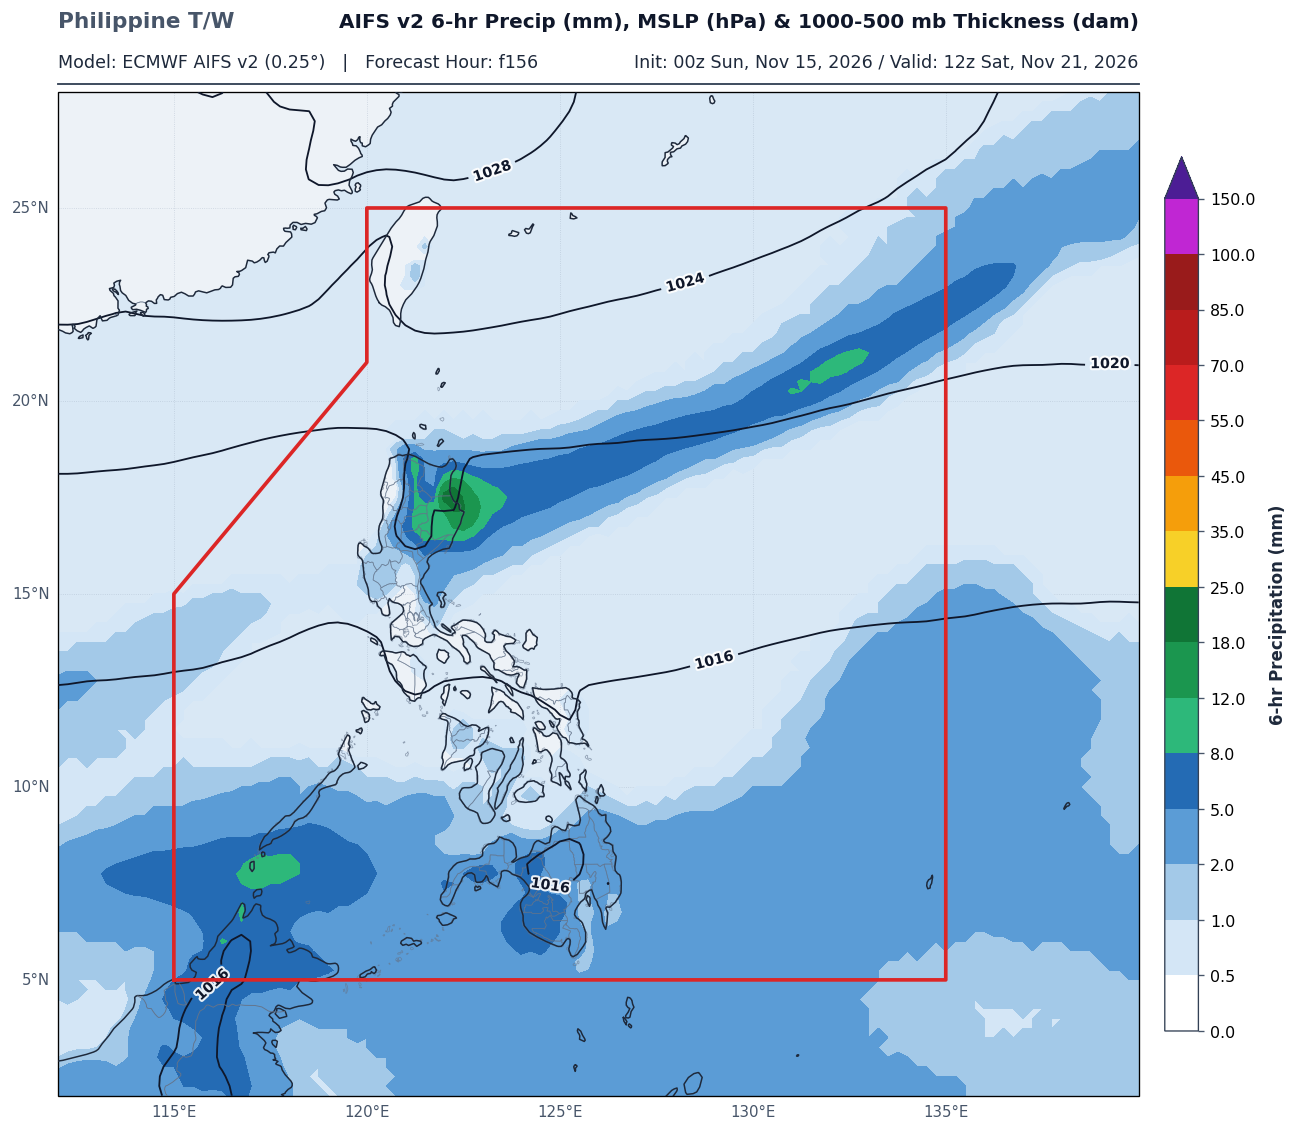 Philippine T/W
AIFS v2 6-hr Precip (mm), MSLP (hPa) & 1000-500 mb Thickness (dam)
Model: ECMWF AIFS v2 (0.25°) | Forecast Hour: f156
Init: 00z Sun, Nov 15, 2026 / Valid: 12z Sat, Nov 21, 2026
1028
1024
1020
1016
1016
1016
25°N
20°N
15°N
10°N
5°N
115°E
120°E
125°E
130°E
135°E
150.0
100.0
85.0
70.0
55.0
45.0
35.0
25.0
18.0
12.0
8.0
5.0
2.0
1.0
0.5
0.0
6-hr Precipitation (mm)